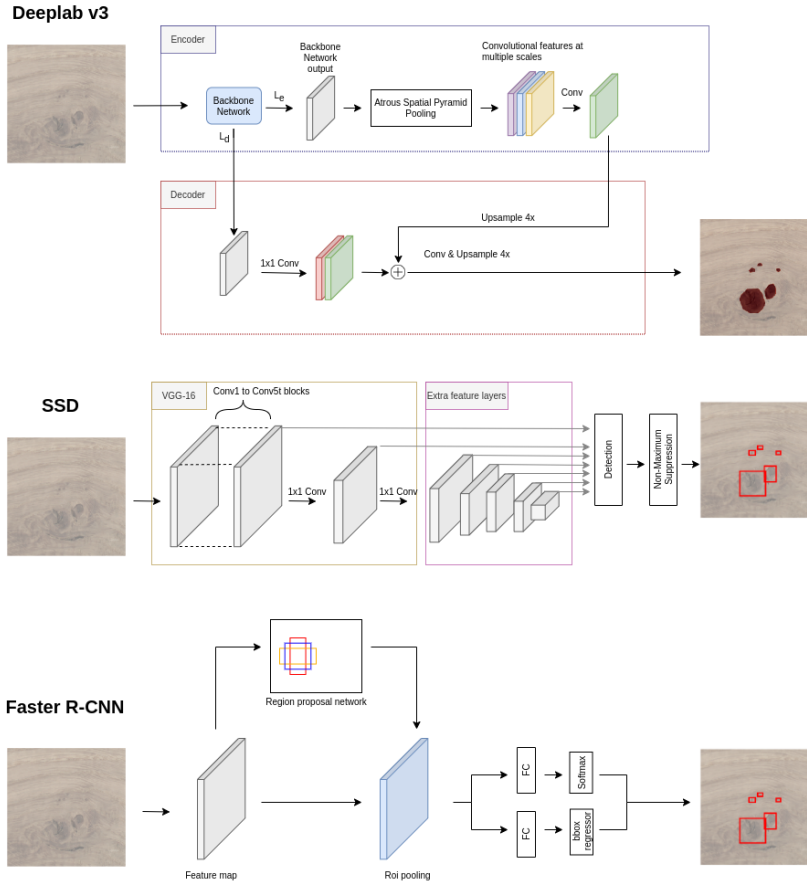 Deeplab v3
Encoder
Backbone
Network
L_e
L_d
Backbone
Network
output
Atrous Spatial Pyramid
Pooling
Convolutional features at
multiple scales
Conv
Decoder
1x1 Conv
Upsample 4x
Conv & Upsample 4x
SSD
VGG-16
Conv1 to Conv5t blocks
1x1 Conv
1x1 Conv
Extra feature layers
Detection
Non-Maximum
Suppression
Faster R-CNN
Region proposal network
Feature map
Roi pooling
FC
Softmax
FC
bbox
regressor